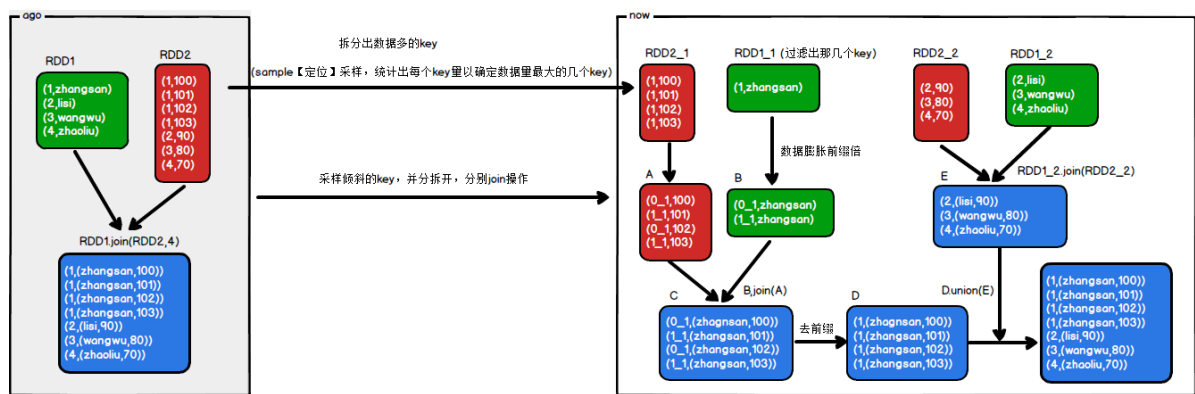 ago
RDD1
(1,zhangsan)
(2,lisi)
(3,wangwu)
(4,zhaoliu)
RDD2
(1,100)
(1,101)
(1,102)
(1,103)
(2,90)
(3,80)
(4,70)
RDD1.join(RDD2,4)
(1,(zhangsan,100))
(1,(zhangsan,101))
(1,(zhangsan,102))
(1,(zhangsan,103))
(2,(lisi,90))
(3,(wangwu,80))
(4,(zhaoliu,70))
拆分出数据多的key
(sample【定位】采样，统计出每个key量以确定数据量最大的几个key)
采样倾斜的key，并分拆开，分别join操作
now
RDD2_1
(1,100)
(1,101)
(1,102)
(1,103)
RDD1_1 (过滤出那几个key)
(1,zhangsan)
数据膨胀前缀倍
A
(0_1,100)
(1_1,101)
(0_1,102)
(1_1,103)
B
(0_1,zhangsan)
(1_1,zhangsan)
B,join(A)
C
(0_1,(zhagnsan,100))
(1_1,(zhangsan,101))
(0_1,(zhangsan,102))
(1_1,(zhangsan,103))
去前缀
D
(1,(zhagnsan,100))
(1,(zhangsan,101))
(1,(zhangsan,102))
(1,(zhangsan,103))
RDD2_2
(2,90)
(3,80)
(4,70)
RDD1_2
(2,lisi)
(3,wangwu)
(4,zhaoliu)
E
RDD1_2.join(RDD2_2)
(2,(lisi,90))
(3,(wangwu,80))
(4,(zhaoliu,70))
D.union(E)
(1,(zhangsan,100))
(1,(zhangsan,101))
(1,(zhangsan,102))
(1,(zhangsan,103))
(2,(lisi,90))
(3,(wangwu,80))
(4,(zhaoliu,70))